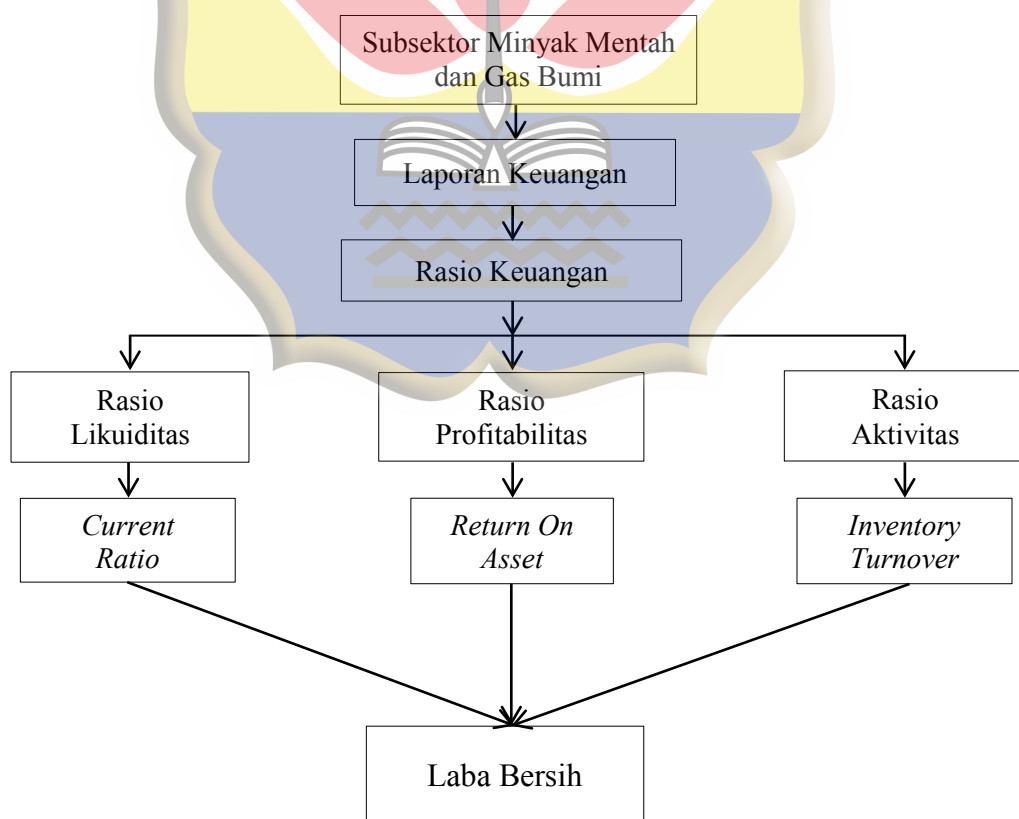 Subsektor Minyak Mentah
dan Gas Bumi
Laporan Keuangan
Rasio Keuangan
Rasio
Likuiditas
Rasio
Profitabilitas
Rasio
Aktivitas
Current
Ratio
Return On
Asset
Inventory
Turnover
Laba Bersih